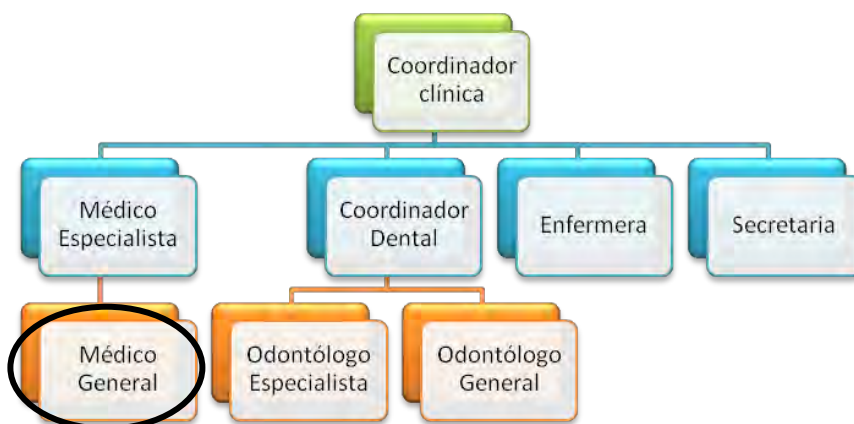 Coordinador
clínica
Médico
Especialista
Coordinador
Dental
Enfermera
Secretaria
Médico
General
Odontólogo
Especialista
Odontólogo
General